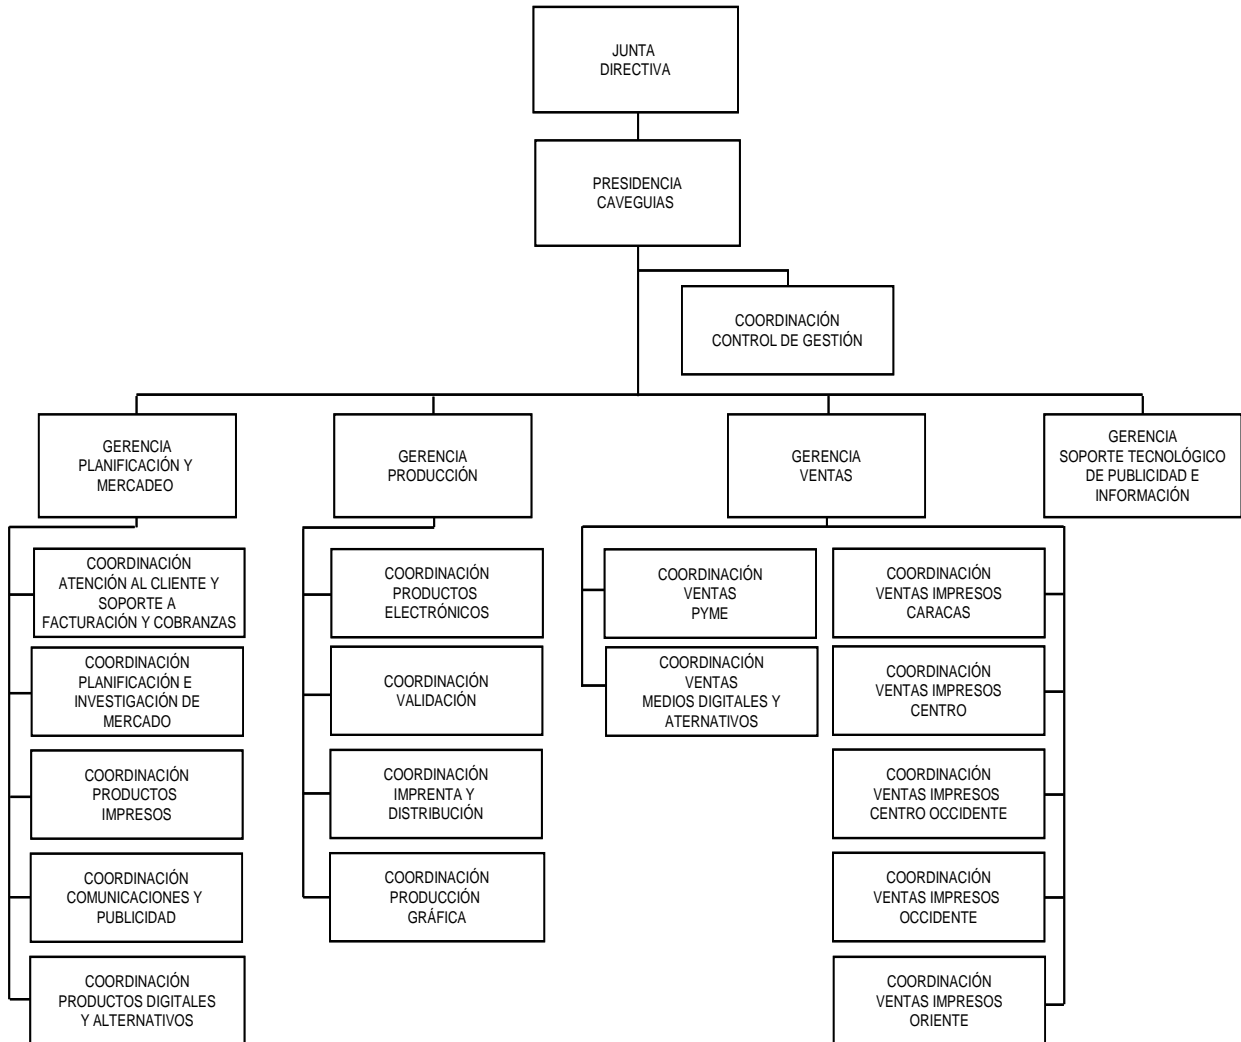 JUNTA
DIRECTIVA
PRESIDENCIA
CAVEGUIAS
COORDINACIÓN
CONTROL DE GESTIÓN
GERENCIA
PLANIFICACIÓN Y
MERCADEO
GERENCIA
PRODUCCIÓN
GERENCIA
VENTAS
GERENCIA
SOPORTE TECNOLÓGICO
DE PUBLICIDAD E
INFORMACIÓN
COORDINACIÓN
ATENCIÓN AL CLIENTE Y
SOPORTE A
FACTURACIÓN Y COBRANZAS
COORDINACIÓN
PLANIFICACIÓN E
INVESTIGACIÓN DE
MERCADO
COORDINACIÓN
PRODUCTOS
IMPRESOS
COORDINACIÓN
COMUNICACIONES Y
PUBLICIDAD
COORDINACIÓN
PRODUCTOS DIGITALES
Y ALTERNATIVOS
COORDINACIÓN
PRODUCTOS
ELECTRÓNICOS
COORDINACIÓN
VALIDACIÓN
COORDINACIÓN
IMPRENTA Y
DISTRIBUCIÓN
COORDINACIÓN
PRODUCCIÓN
GRÁFICA
COORDINACIÓN
VENTAS
PYME
COORDINACIÓN
VENTAS
MEDIOS DIGITALES Y
ATERNATIVOS
COORDINACIÓN
VENTAS IMPRESOS
CARACAS
COORDINACIÓN
VENTAS IMPRESOS
CENTRO
COORDINACIÓN
VENTAS IMPRESOS
CENTRO OCCIDENTE
COORDINACIÓN
VENTAS IMPRESOS
OCCIDENTE
COORDINACIÓN
VENTAS IMPRESOS
ORIENTE